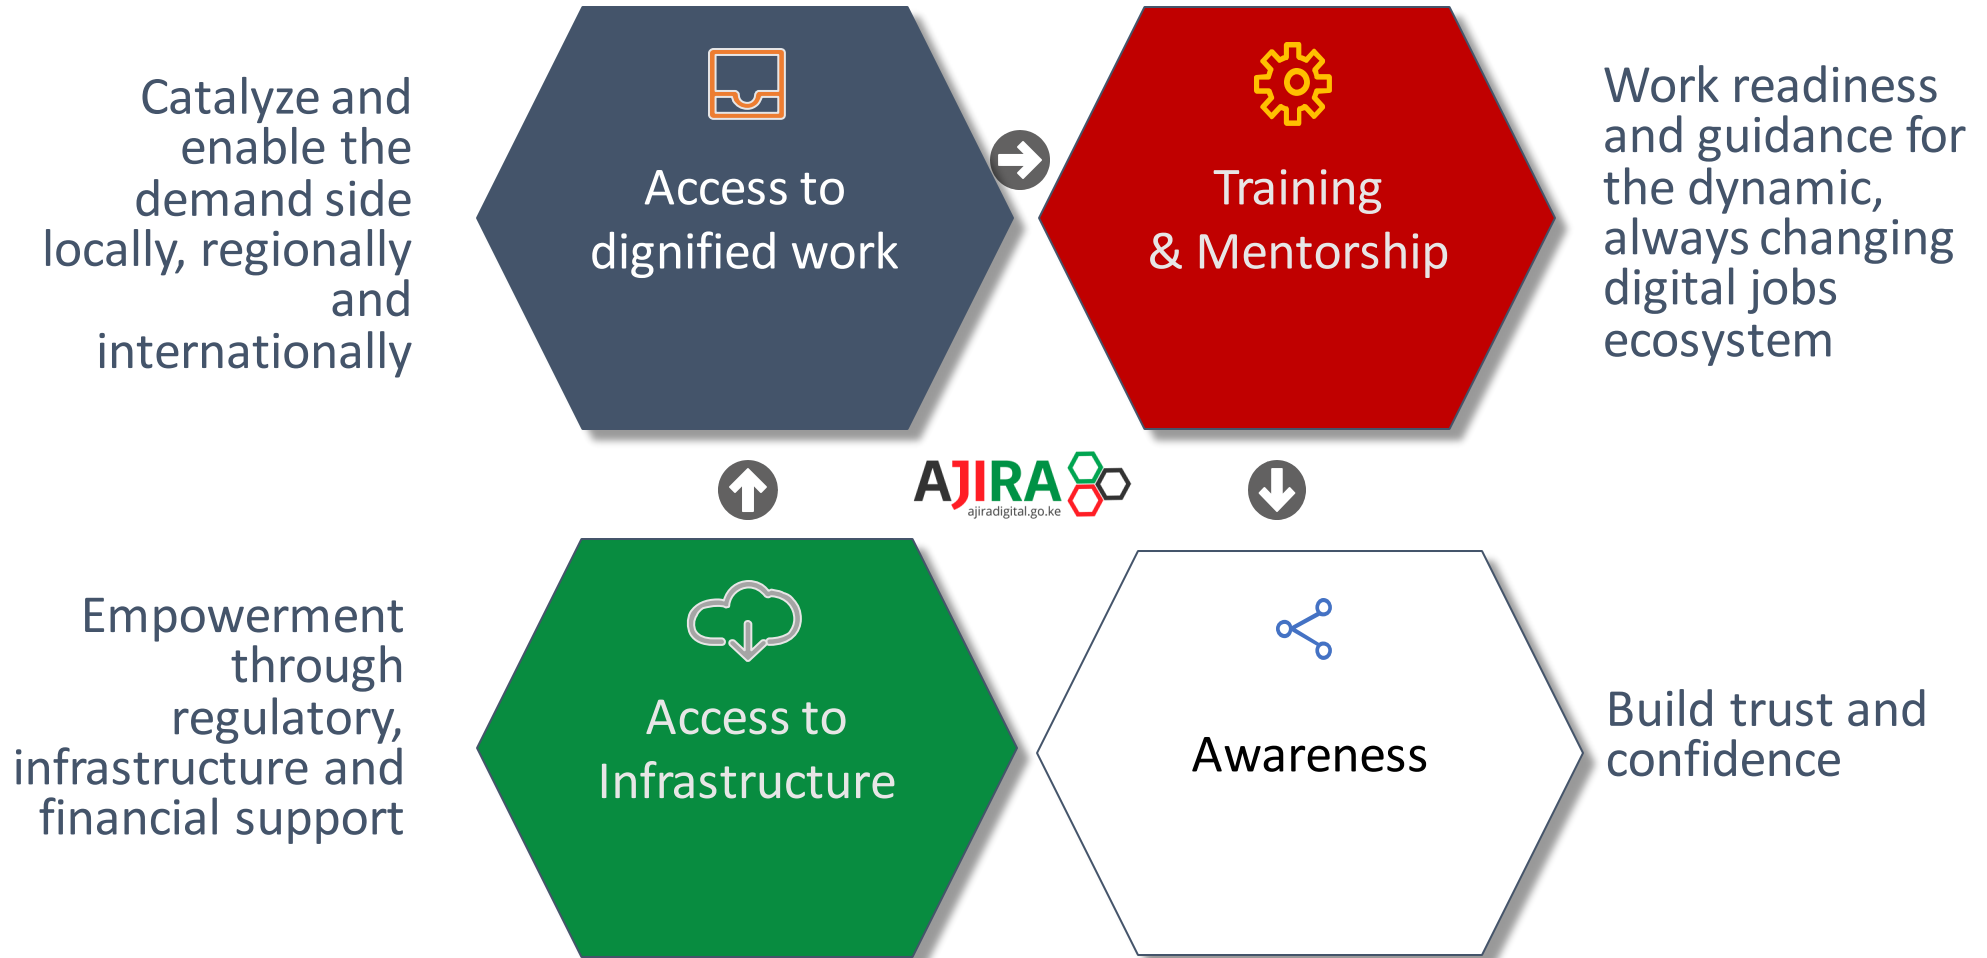 Catalyze and
enable the
demand side
locally, regionally
and
internationally
Access to
dignified work
Training
& Mentorship
Work readiness
and guidance for
the dynamic,
always changing
digital jobs
ecosystem
AJIRA
ajiradigital.go.ke
Empowerment
through
regulatory,
infrastructure and
financial support
Access to
Infrastructure
Awareness
Build trust and
confidence